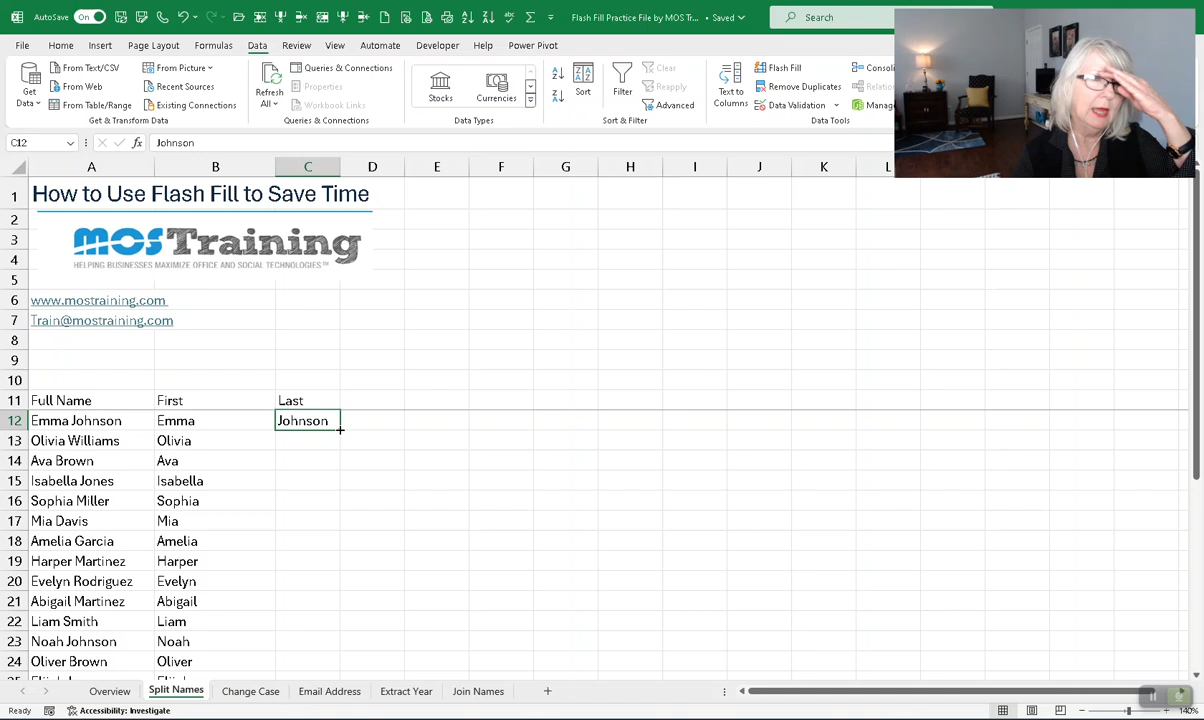 AutoSave On
Flash Fill Practice File by MOS Tr... • Saved
Search
File Home Insert Page Layout Formulas Data Review View Automate Developer Help Power Pivot
Get Data
From Text/CSV
From Web
From Table/Range
From Picture
Recent Sources
Existing Connections
Get & Transform Data
Refresh All
Queries & Connections
Properties
Workbook Links
Queries & Connections
Stocks
Currencies
Data Types
Sort
Filter
Clear
Reapply
Advanced
Sort & Filter
Text to Columns
Flash Fill
Remove Duplicates
Data Validation
Consoli
Relation
Manag
Data Tools
C12 fx Johnson
A B C D E F G H I J K L
1 How to Use Flash Fill to Save Time
2
3 MOSTraining
4 HELPING BUSINESSES MAXIMIZE OFFICE AND SOCIAL TECHNOLOGIES™
5
6 www.mostraining.com
7 Train@mostraining.com
8
9
10
11 Full Name First Last
12 Emma Johnson Emma Johnson
13 Olivia Williams Olivia
14 Ava Brown Ava
15 Isabella Jones Isabella
16 Sophia Miller Sophia
17 Mia Davis Mia
18 Amelia Garcia Amelia
19 Harper Martinez Harper
20 Evelyn Rodriguez Evelyn
21 Abigail Martinez Abigail
22 Liam Smith Liam
23 Noah Johnson Noah
24 Oliver Brown Oliver
Overview Split Names Change Case Email Address Extract Year Join Names
Ready Accessibility: Investigate 140%